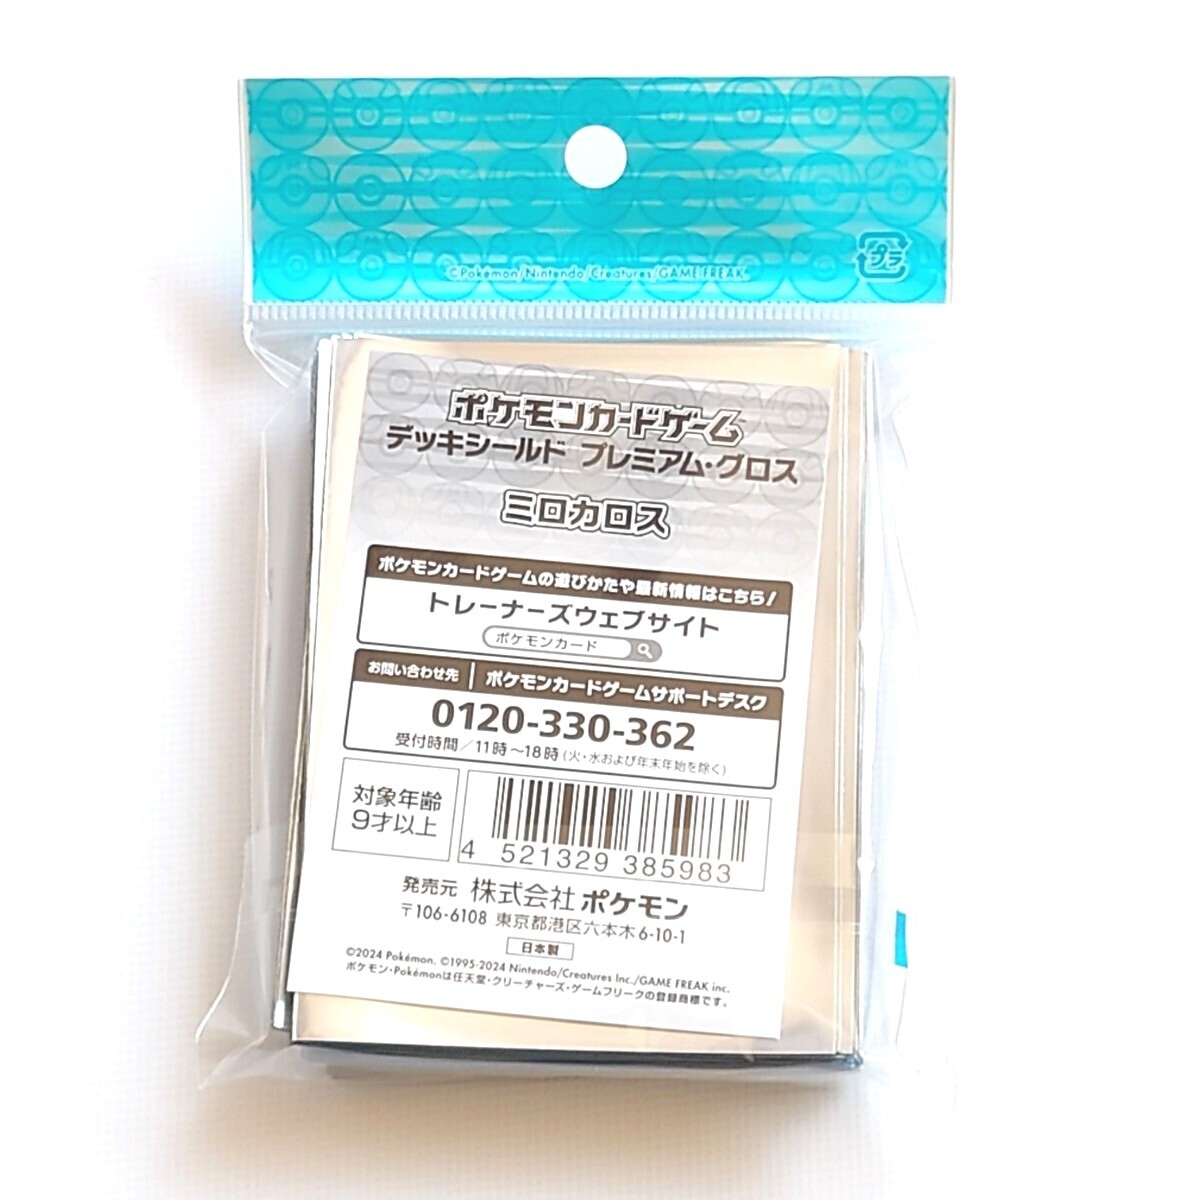 ©Pokémon/Nintendo/Creatures/GAME FREAK
プラ
ポケモンカードゲーム
デッキシールド プレミアム・グロス
ミロカロス
ポケモンカードゲームの遊びかたや最新情報はこちら!
トレーナーズウェブサイト
ポケモンカード
お問い合わせ先 ポケモンカードゲームサポートデスク
0120-330-362
受付時間/11時～18時(火・水および年末年始を除く)
対象年齢
9才以上
4 521329 385983
発売元 株式会社ポケモン
〒106-6108 東京都港区六本木6-10-1
日本製
©2024 Pokémon. ©1995-2024 Nintendo/Creatures Inc./GAME FREAK inc.
ポケモン・Pokémonは任天堂・クリーチャーズ・ゲームフリークの登録商標です。